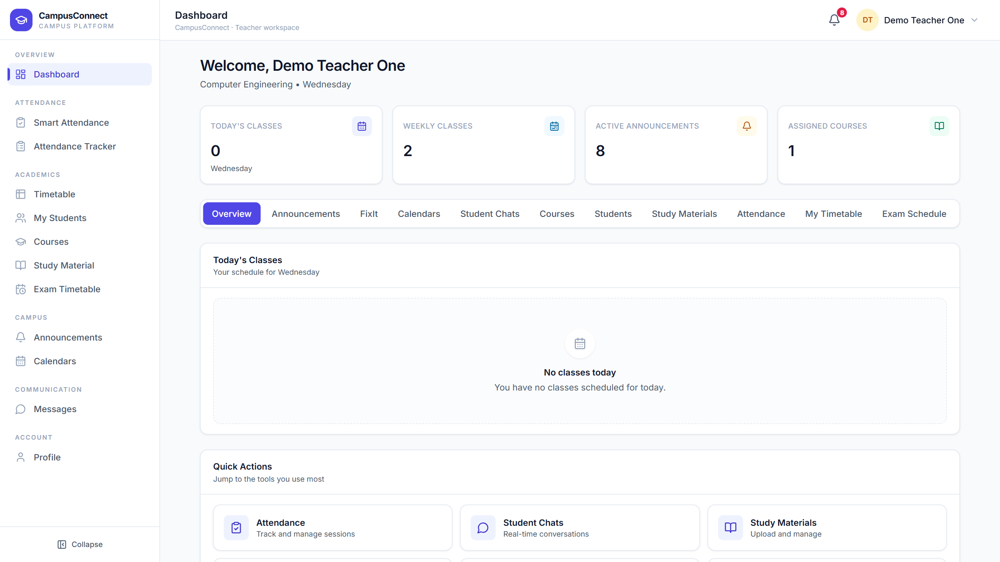 CampusConnect
CAMPUS PLATFORM
OVERVIEW
Dashboard
ATTENDANCE
Smart Attendance
Attendance Tracker
ACADEMICS
Timetable
My Students
Courses
Study Material
Exam Timetable
CAMPUS
Announcements
Calendars
COMMUNICATION
Messages
ACCOUNT
Profile
Collapse
Dashboard
CampusConnect · Teacher workspace
8
DT
Demo Teacher One
Welcome, Demo Teacher One
Computer Engineering • Wednesday
TODAY'S CLASSES
0
Wednesday
WEEKLY CLASSES
2
ACTIVE ANNOUNCEMENTS
8
ASSIGNED COURSES
1
Overview Announcements FixIt Calendars Student Chats Courses Students Study Materials Attendance My Timetable Exam Schedule
Today's Classes
Your schedule for Wednesday
No classes today
You have no classes scheduled for today.
Quick Actions
Jump to the tools you use most
Attendance
Track and manage sessions
Student Chats
Real-time conversations
Study Materials
Upload and manage